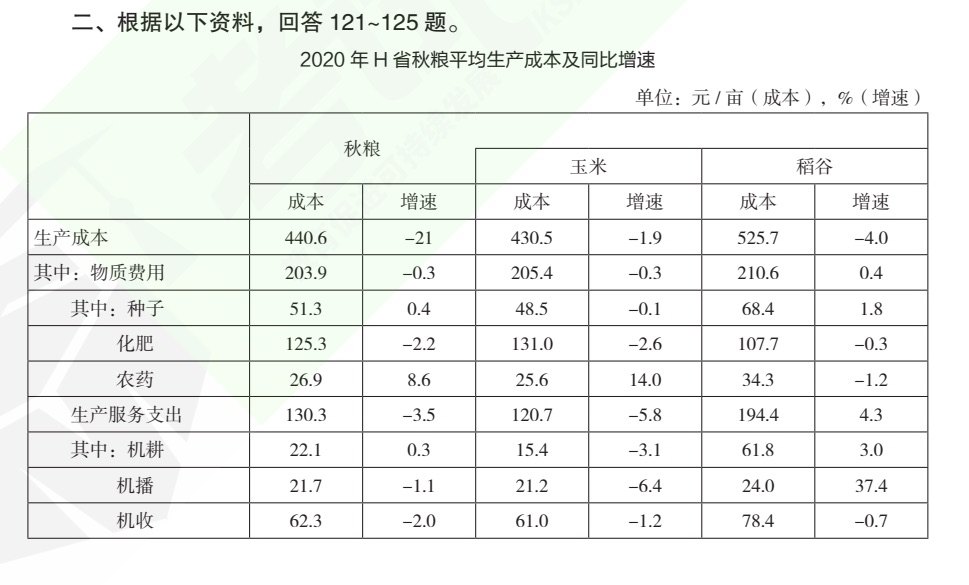 二、根据以下资料，回答 121~125 题。
2020 年 H 省秋粮平均生产成本及同比增速
单位：元 / 亩（成本），%（增速）
秋粮
玉米 稻谷
成本 增速 成本 增速 成本 增速
生产成本 440.6 –21 430.5 –1.9 525.7 –4.0
其中：物质费用 203.9 –0.3 205.4 –0.3 210.6 0.4
其中：种子 51.3 0.4 48.5 –0.1 68.4 1.8
化肥 125.3 –2.2 131.0 –2.6 107.7 –0.3
农药 26.9 8.6 25.6 14.0 34.3 –1.2
生产服务支出 130.3 –3.5 120.7 –5.8 194.4 4.3
其中：机耕 22.1 0.3 15.4 –3.1 61.8 3.0
机播 21.7 –1.1 21.2 –6.4 24.0 37.4
机收 62.3 –2.0 61.0 –1.2 78.4 –0.7